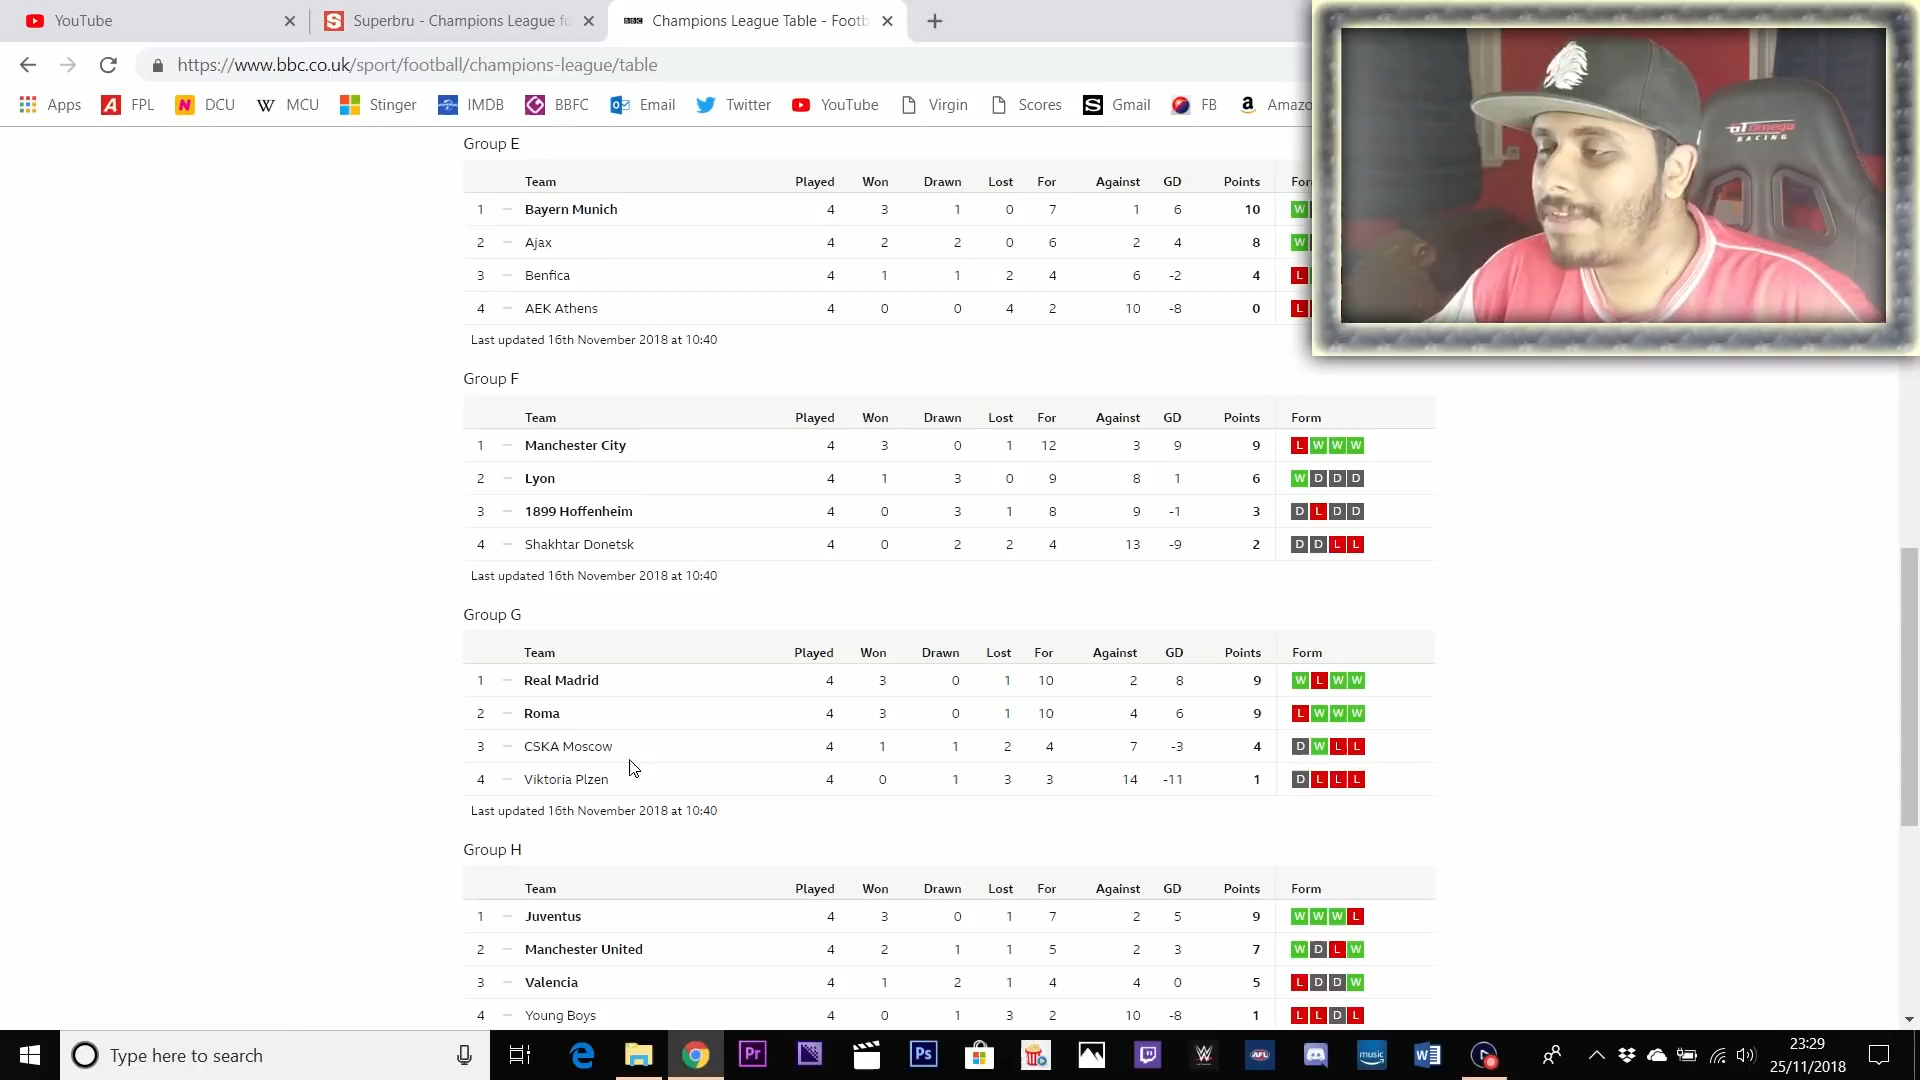 YouTube
Superbru - Champions League fo
BBC Champions League Table - Footb
https://www.bbc.co.uk/sport/football/champions-league/table
Apps FPL DCU MCU Stinger IMDB BBFC Email Twitter YouTube Virgin Scores Gmail FB Amazo
GT Omega RACING
Group E
Team Played Won Drawn Lost For Against GD Points For
1 Bayern Munich 4 3 1 0 7 1 6 10 W
2 Ajax 4 2 2 0 6 2 4 8 W
3 Benfica 4 1 1 2 4 6 -2 4 L
4 AEK Athens 4 0 0 4 2 10 -8 0 L
Last updated 16th November 2018 at 10:40
Group F
Team Played Won Drawn Lost For Against GD Points Form
1 Manchester City 4 3 0 1 12 3 9 9 L W W W
2 Lyon 4 1 3 0 9 8 1 6 W D D D
3 1899 Hoffenheim 4 0 3 1 8 9 -1 3 D L D D
4 Shakhtar Donetsk 4 0 2 2 4 13 -9 2 D D L L
Last updated 16th November 2018 at 10:40
Group G
Team Played Won Drawn Lost For Against GD Points Form
1 Real Madrid 4 3 0 1 10 2 8 9 W L W W
2 Roma 4 3 0 1 10 4 6 9 L W W W
3 CSKA Moscow 4 1 1 2 4 7 -3 4 D W L L
4 Viktoria Plzen 4 0 1 3 3 14 -11 1 D L L L
Last updated 16th November 2018 at 10:40
Group H
Team Played Won Drawn Lost For Against GD Points Form
1 Juventus 4 3 0 1 7 2 5 9 W W W L
2 Manchester United 4 2 1 1 5 2 3 7 W D L W
3 Valencia 4 1 2 1 4 4 0 5 L D D W
4 Young Boys 4 0 1 3 2 10 -8 1 L L D L
Type here to search
Pr Ps AFL music
23:29
25/11/2018